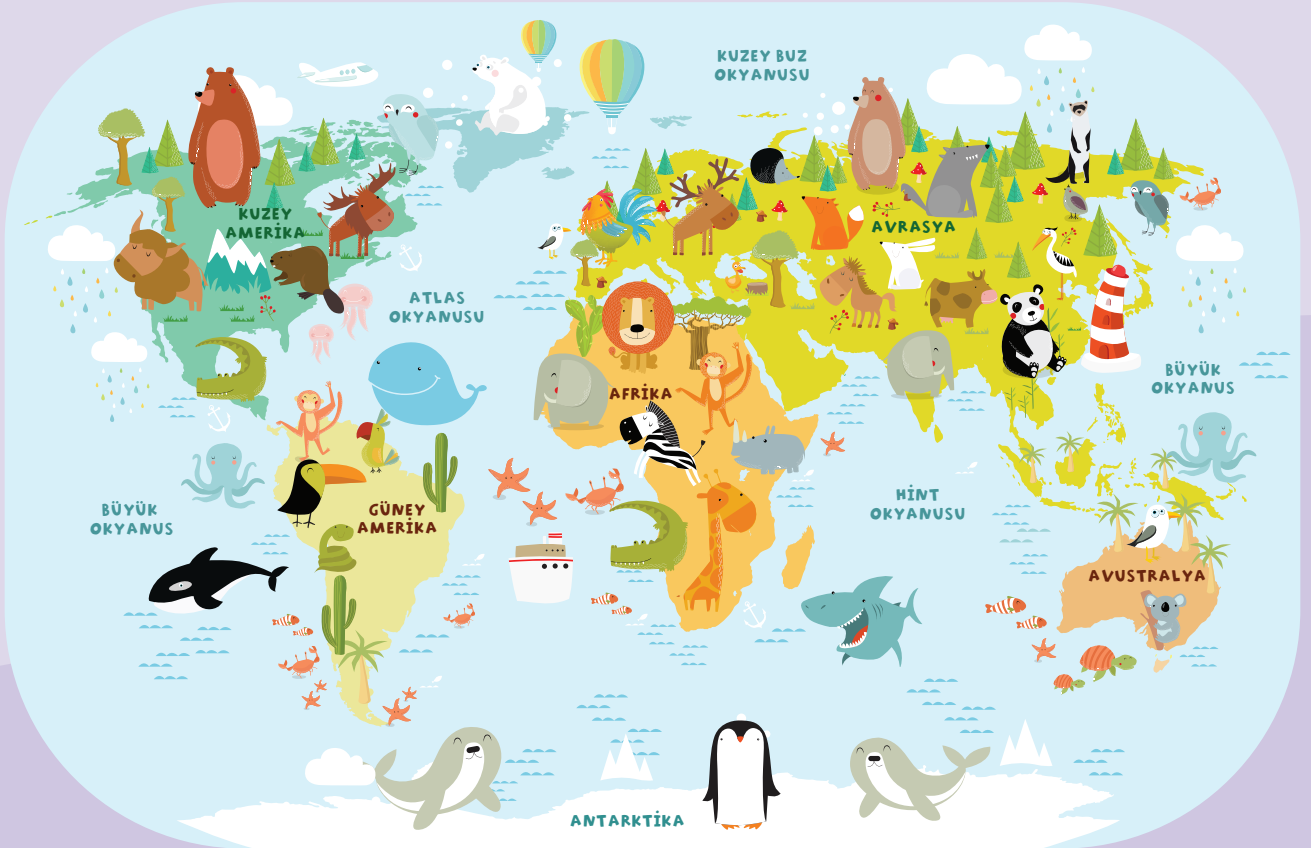 KUZEY BUZ
OKYANUSU
KUZEY
AMERİKA
AVRASYA
ATLAS
OKYANUSU
AFRİKA
BÜYÜK
OKYANUS
BÜYÜK
OKYANUS
GÜNEY
AMERİKA
HİNT
OKYANUSU
AVUSTRALYA
ANTARKTİKA